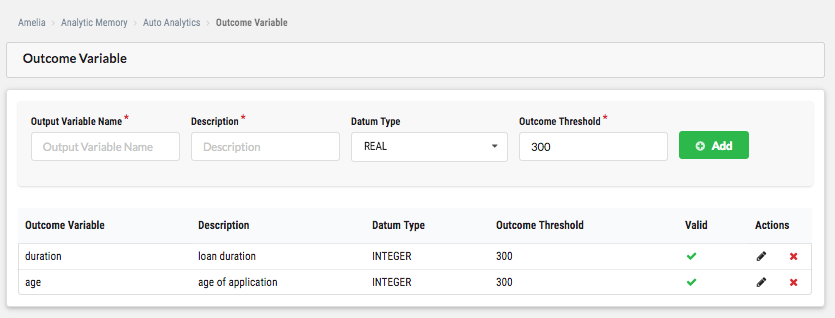 Amelia > Analytic Memory > Auto Analytics > Outcome Variable
Outcome Variable
Output Variable Name * Description * Datum Type Outcome Threshold *
Output Variable Name Description REAL 300 Add
Outcome Variable Description Datum Type Outcome Threshold Valid Actions
duration loan duration INTEGER 300
age age of application INTEGER 300